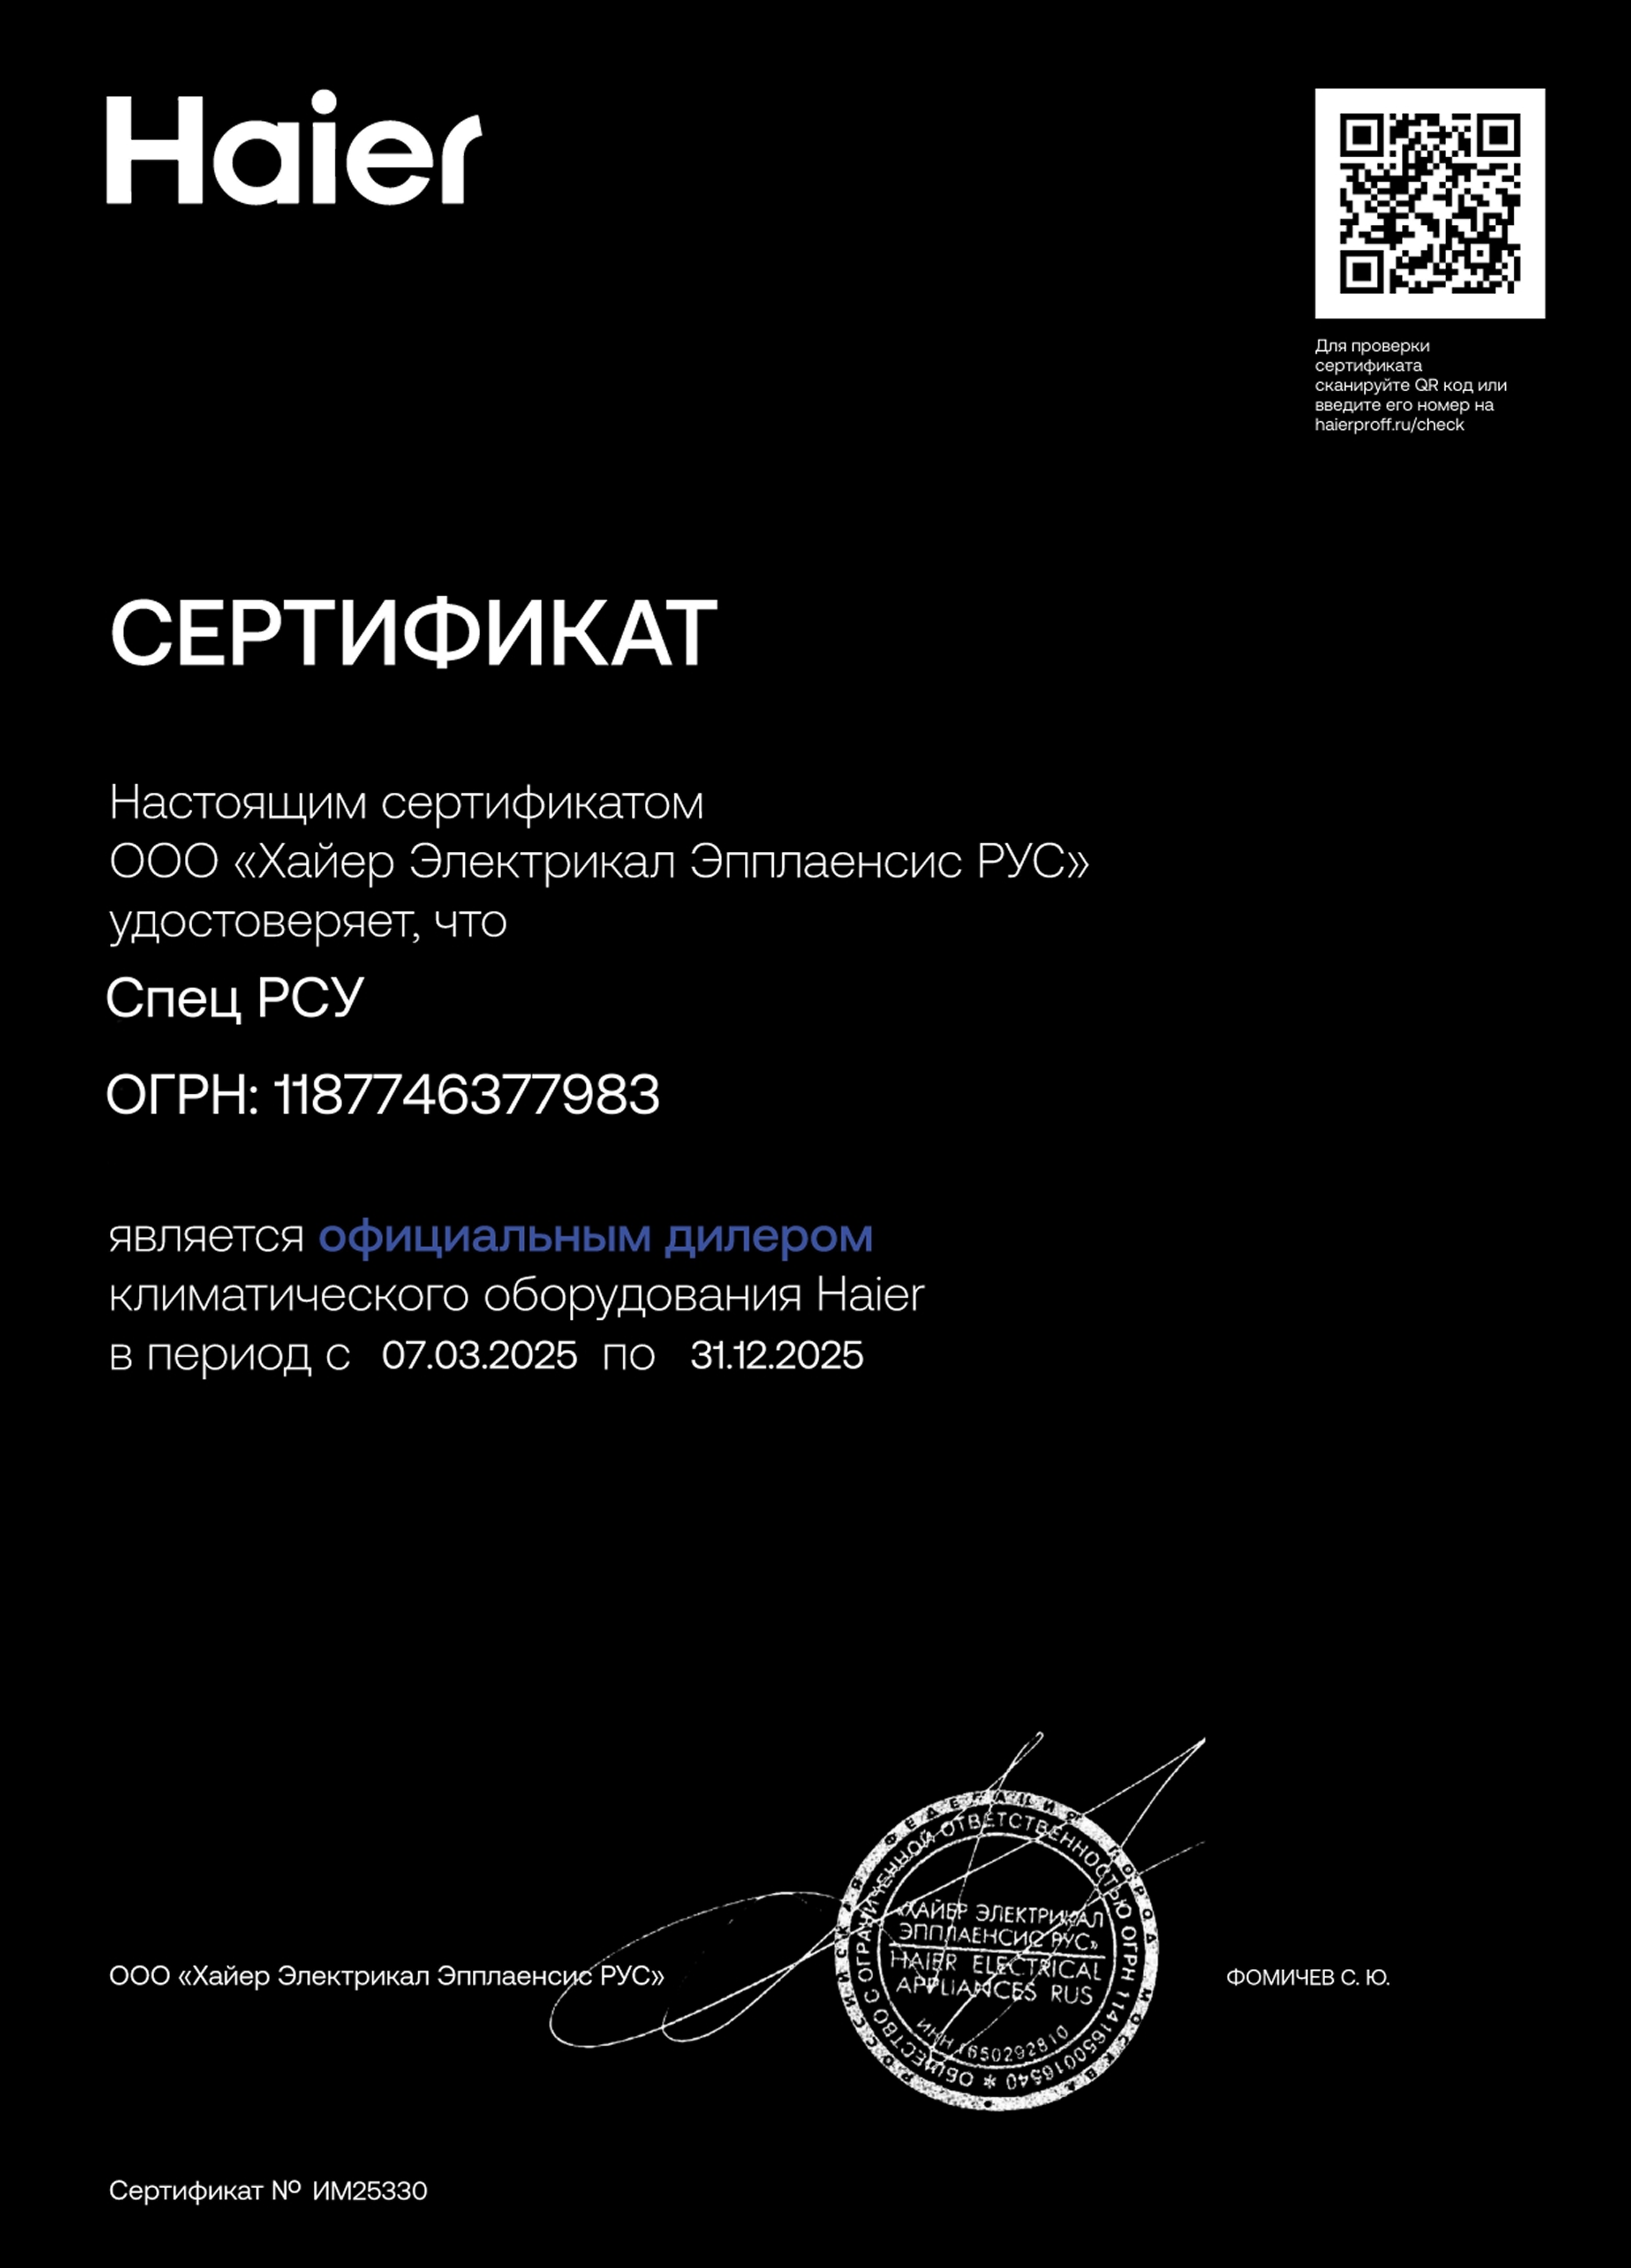 Haier
Для проверки
сертификата
сканируйте QR код или
введите его номер на
haierproff.ru/check
СЕРТИФИКАТ
Настоящим сертификатом
ООО «Хайер Электрикал Эпплаенсис РУС»
удостоверяет, что
Спец РСУ
ОГРН: 1187746377983
является официальным дилером
климатического оборудования Haier
в период с 07.03.2025 по 31.12.2025
РОССИЙСКАЯ ФЕДЕРАЦИЯ ГОРОД МОСКВА
ОБЩЕСТВО С ОГРАНИЧЕННОЙ ОТВЕТСТВЕННОСТЬЮ ОГРН 1141650016540
«ХАЙЕР ЭЛЕКТРИКАЛ
ЭППЛАЕНСИС РУС»
HAIER ELECTRICAL
APPLIANCES RUS
ИНН 1650292810
ООО «Хайер Электрикал Эпплаенсис РУС»
ФОМИЧЕВ С. Ю.
Сертификат № ИМ25330